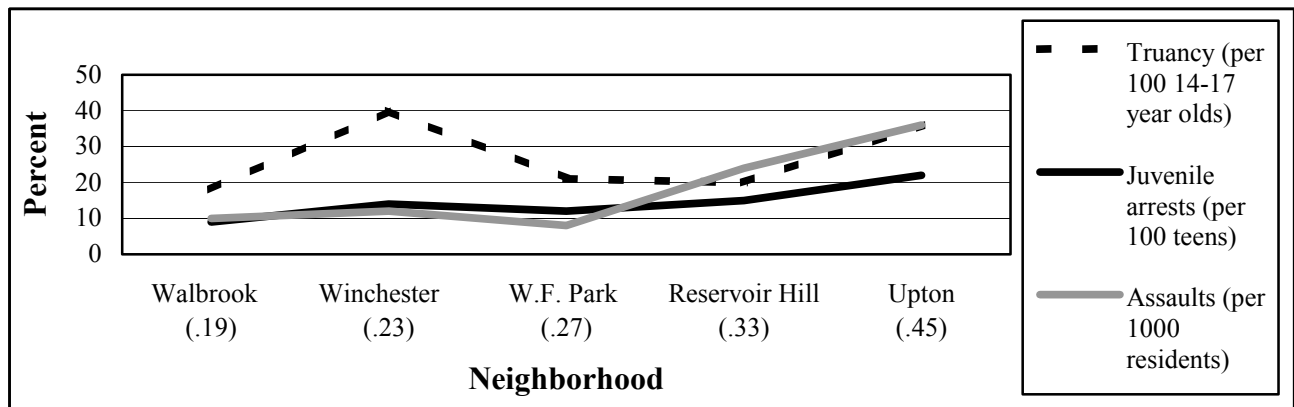 Percent
50
40
30
20
10
0
Walbrook
(.19)
Winchester
(.23)
W.F. Park
(.27)
Reservoir Hill
(.33)
Upton
(.45)
Neighborhood
Truancy (per
100 14-17
year olds)
Juvenile
arrests (per
100 teens)
Assaults (per
1000
residents)